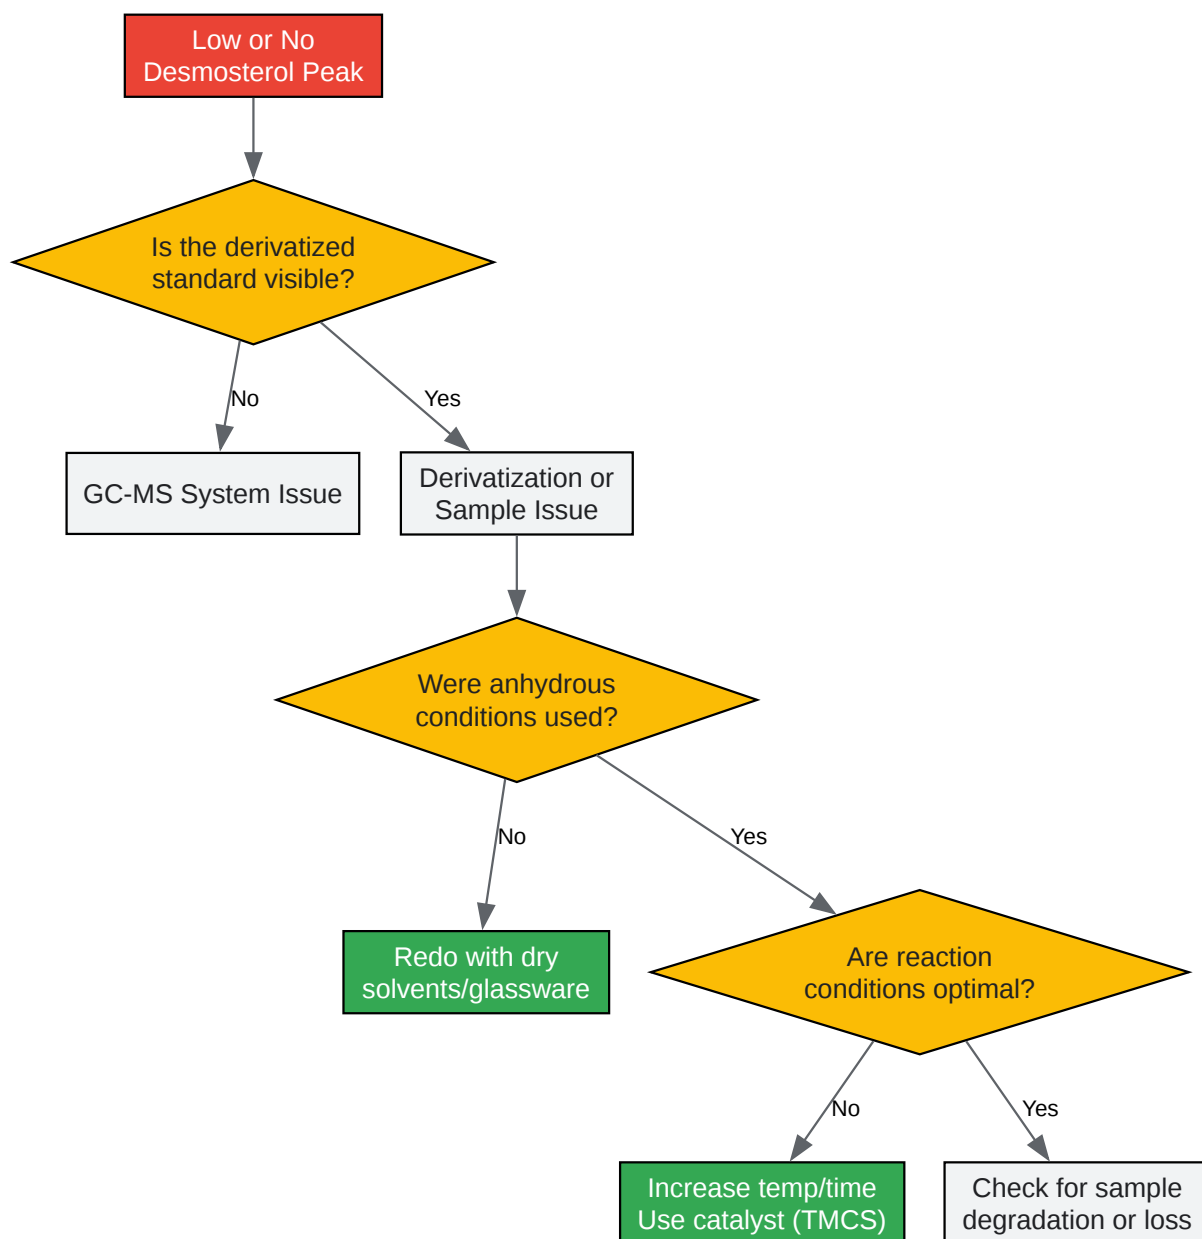 Low or No
Desmosterol Peak
Is the derivatized
standard visible?
No
Yes
GC-MS System Issue
Derivatization or
Sample Issue
Were anhydrous
conditions used?
No
Yes
Redo with dry
solvents/glassware
Are reaction
conditions optimal?
No
Yes
Increase temp/time
Use catalyst (TMCS)
Check for sample
degradation or loss